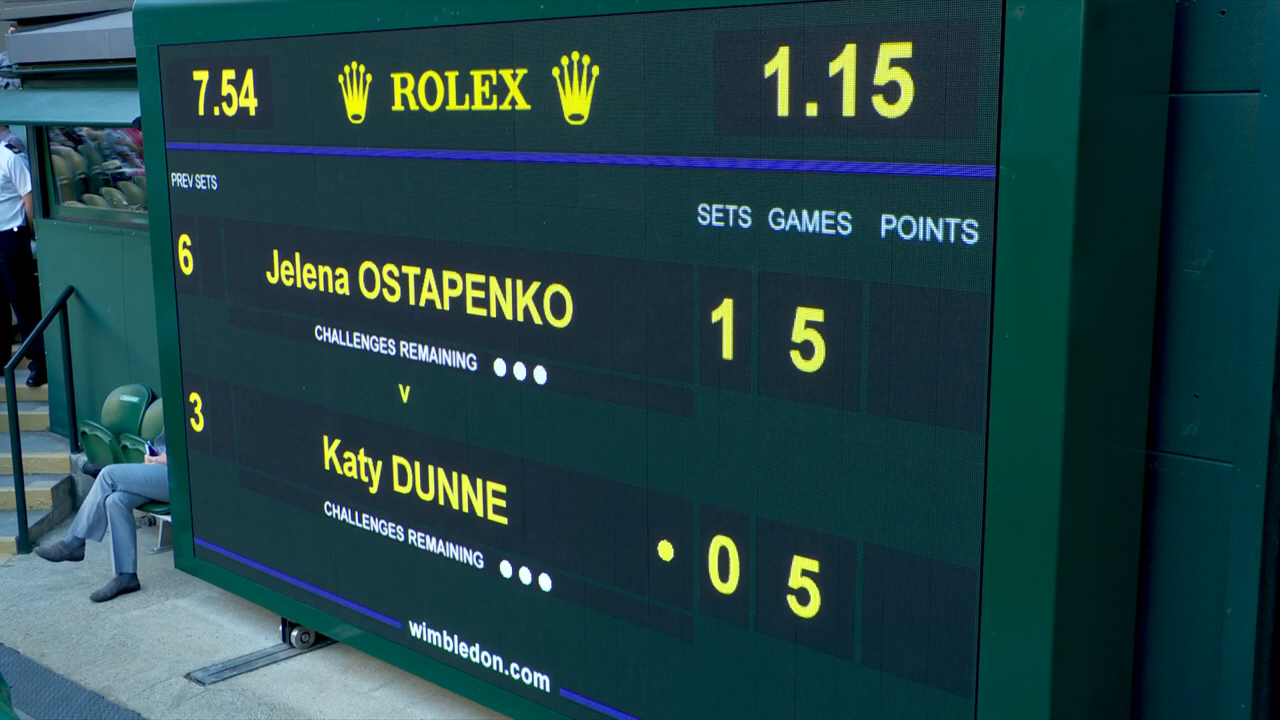 7.54 ROLEX 1.15
PREV SETS
SETS GAMES POINTS
6 Jelena OSTAPENKO 1 5
CHALLENGES REMAINING
v
3 Katy DUNNE 0 5
CHALLENGES REMAINING
wimbledon.com